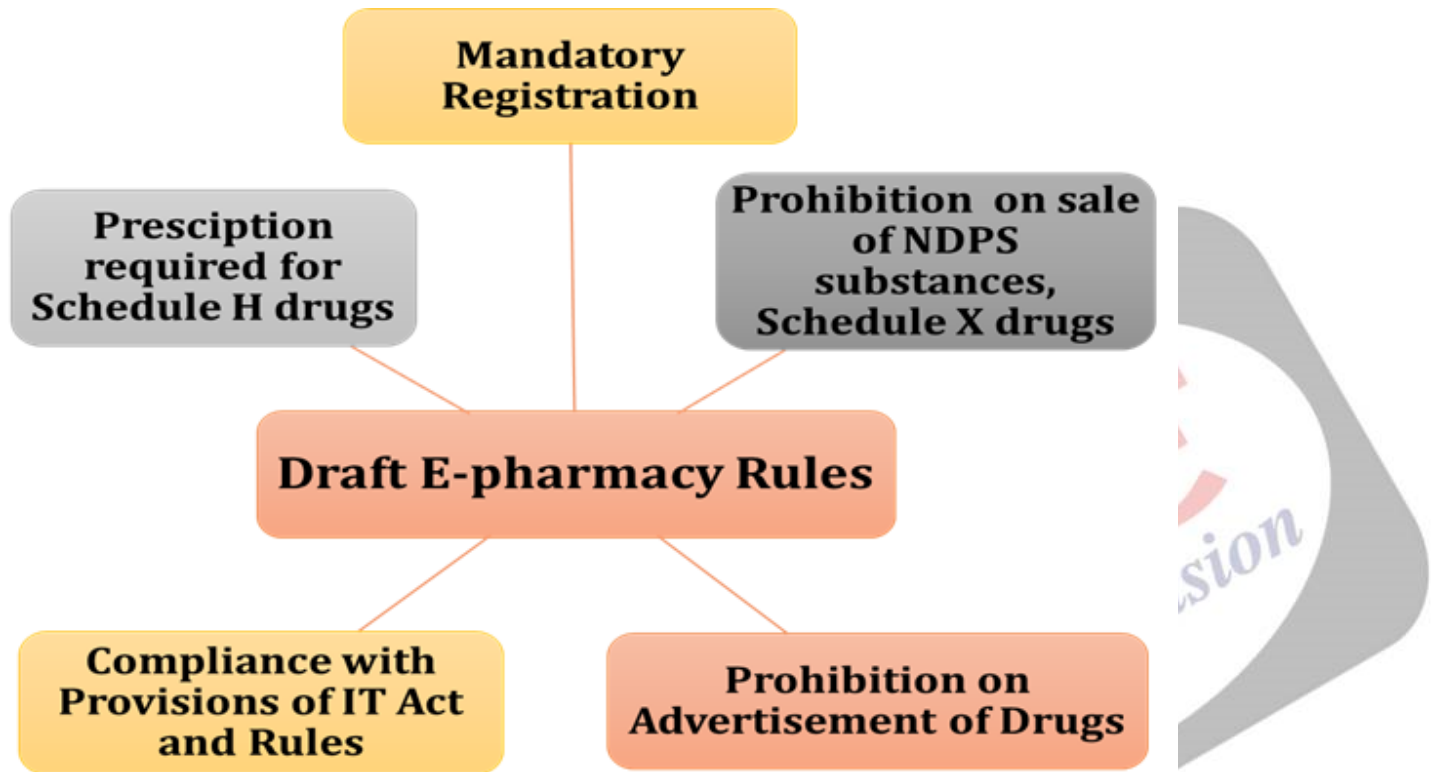 Mandatory
Registration
Presciption
required for
Schedule H drugs
Prohibition on sale
of NDPS
substances,
Schedule X drugs
Draft E-pharmacy Rules
Compliance with
Provisions of IT Act
and Rules
Prohibition on
Advertisement of Drugs